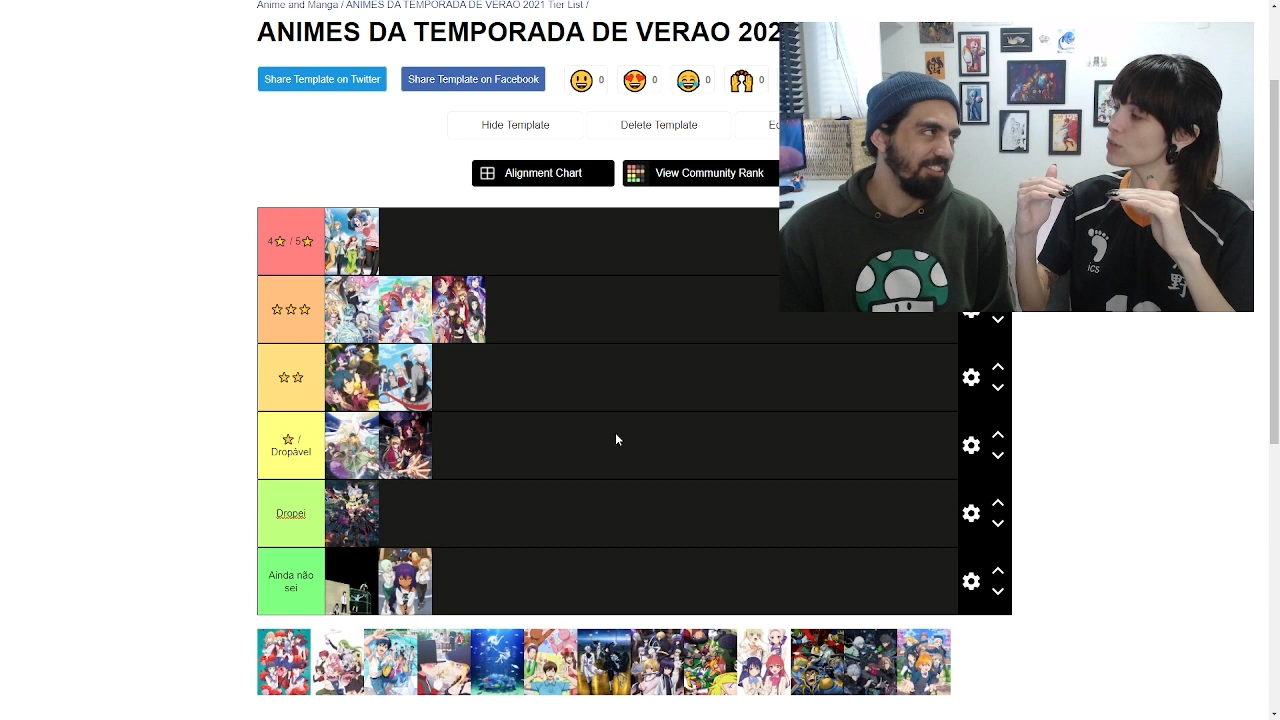 Anime and Manga / ANIMES DA TEMPORADA DE VERAO 2021 Tier List /
ANIMES DA TEMPORADA DE VERAO 202
Share Template on Twitter
Share Template on Facebook
0
0
0
0
Hide Template
Delete Template
Alignment Chart
View Community Rank
4⭐ / 5⭐
⭐⭐⭐
⭐⭐
⭐ /
Dropável
Dropei
Ainda não
sei
ics
野